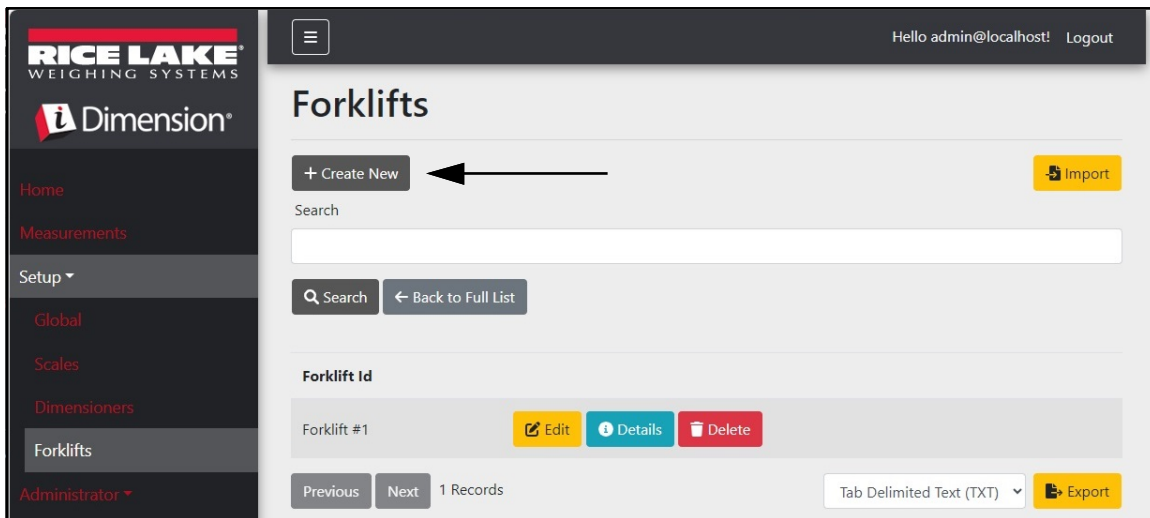 RICE LAKE®
WEIGHING SYSTEMS
i Dimension®
Home
Measurements
Setup
Global
Scales
Dimensioners
Forklifts
Administrator
Hello admin@localhost! Logout
Forklifts
+ Create New
Import
Search
Search
← Back to Full List
Forklift Id
Forklift #1 Edit Details Delete
Previous Next 1 Records Tab Delimited Text (TXT) Export